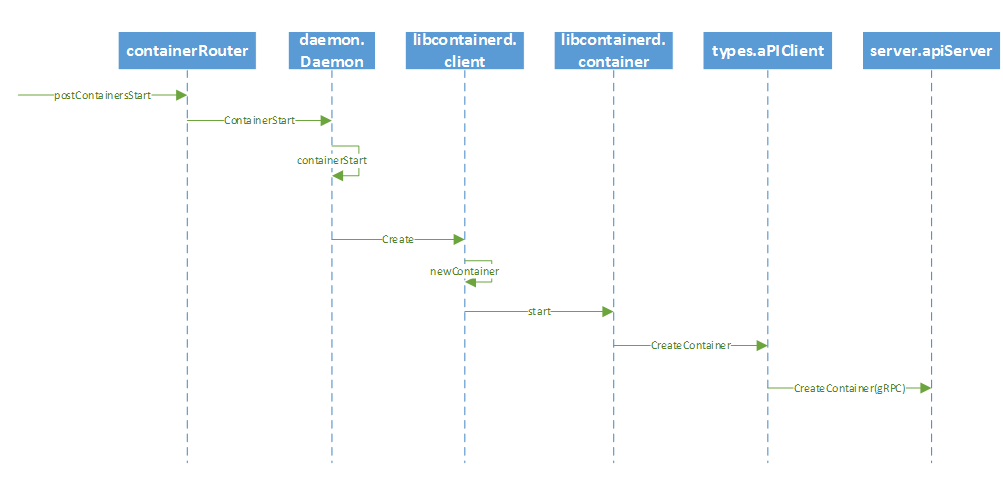 containerRouter
daemon.
Daemon
libcontainerd.
client
libcontainerd.
container
types.aPIClient
server.apiServer
postContainersStart
ContainerStart
containerStart
Create
newContainer
start
CreateContainer
CreateContainer(gRPC)